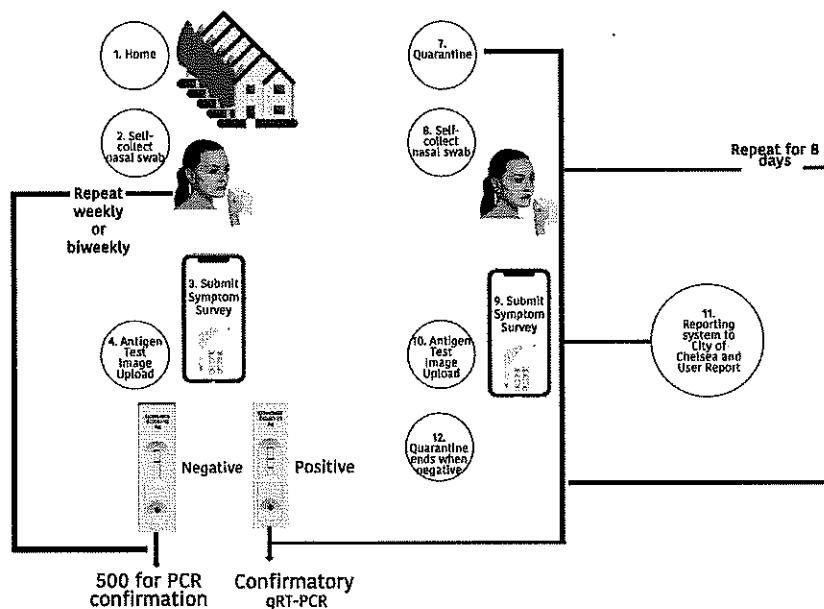 1. Home
2. Self-
collect
nasal swab
Repeat
weekly
or
biweekly
3. Submit
Symptom
Survey
4. Antigen
Test
Image
Upload
Negative
Positive
500 for PCR
confirmation
Confirmatory
qRT-PCR
7.
Quarantine
8. Self-
collect
nasal swab
Repeat for 8
days
9. Submit
Symptom
Survey
10. Antigen
Test
Image
Upload
11.
Reporting
system to
City of
Chelsea and
User Report
12.
Quarantine
ends when
negative